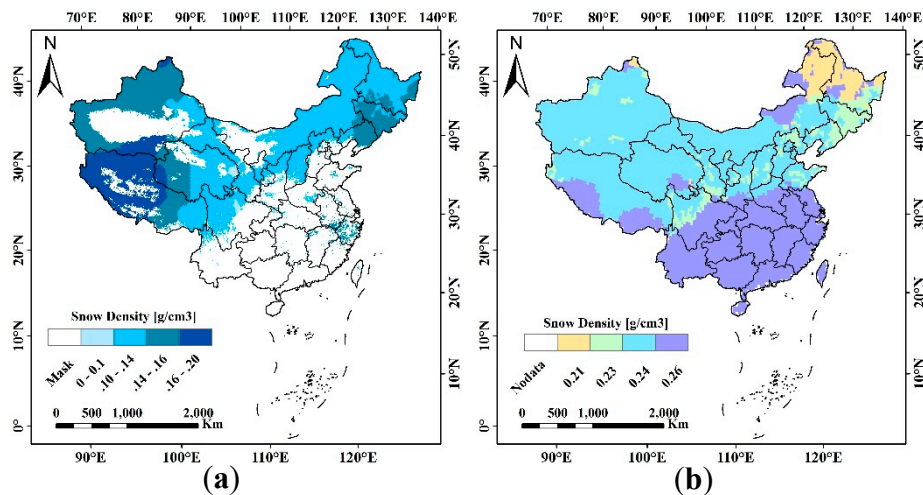 70°E 80°E 90°E 100°E 110°E 120°E 130°E 140°E
N
50°N
40°N
40°N
30°N
30°N
20°N
20°N
10°N
10°N
0°
0°
Snow Density [g/cm3]
Mask 0 – 0.1 .10 – .14 .14 – .16 .16 – .20
0 500 1,000 2,000
Km
90°E 100°E 110°E 120°E
(a)
70°E 80°E 90°E 100°E 110°E 120°E 130°E 140°E
N
50°N
40°N
40°N
30°N
30°N
20°N
20°N
10°N
10°N
0°
0°
Snow Density [g/cm3]
Nodata 0.21 0.23 0.24 0.26
0 500 1,000 2,000
Km
90°E 100°E 110°E 120°E
(b)